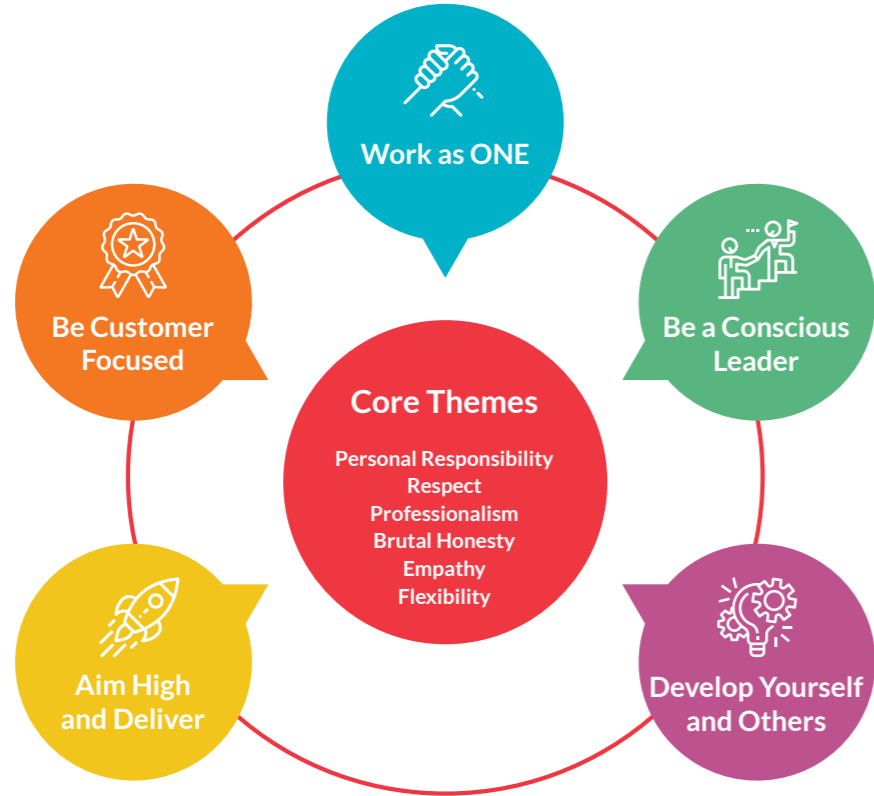 Work as ONE
Be a Conscious
Leader
Develop Yourself
and Others
Aim High
and Deliver
Be Customer
Focused
Core Themes
Personal Responsibility
Respect
Professionalism
Brutal Honesty
Empathy
Flexibility